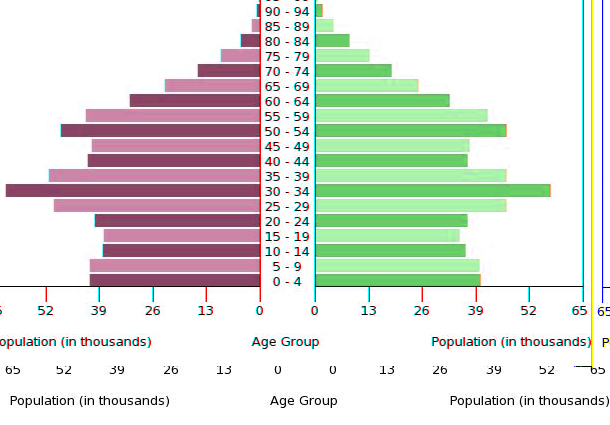 90 - 94
85 - 89
80 - 84
75 - 79
70 - 74
65 - 69
60 - 64
55 - 59
50 - 54
45 - 49
40 - 44
35 - 39
30 - 34
25 - 29
20 - 24
15 - 19
10 - 14
5 - 9
0 - 4
52 39 26 13 0 0 13 26 39 52 65 65
opulation (in thousands) Age Group Population (in thousands) P
65 52 39 26 13 0 0 13 26 39 52 65
Population (in thousands) Age Group Population (in thousands)